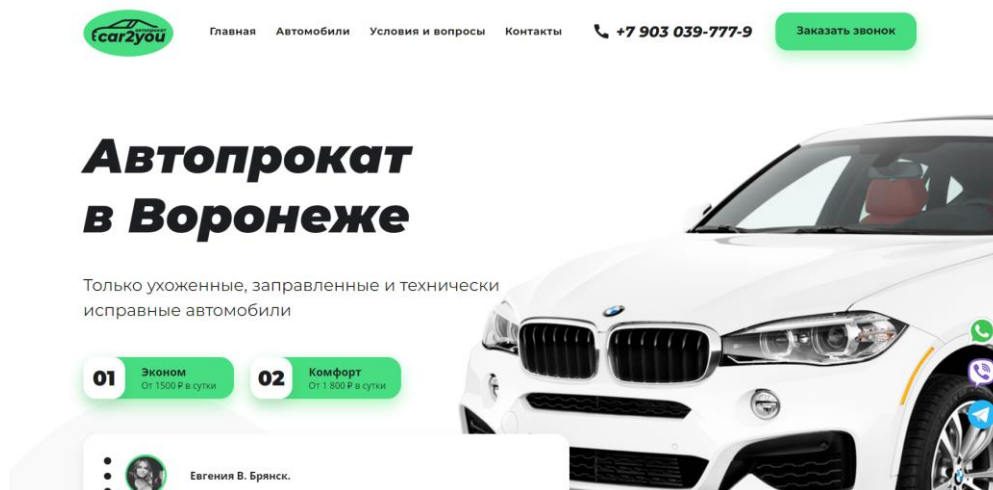 автопрокат
car2you
Главная Автомобили Условия и вопросы Контакты +7 903 039-777-9 Заказать звонок
Автопрокат
в Воронеже
Только ухоженные, заправленные и технически
исправные автомобили
01 Эконом
От 1500 ₽ в сутки
02 Комфорт
От 1 800 ₽ в сутки
Евгения В. Брянск.